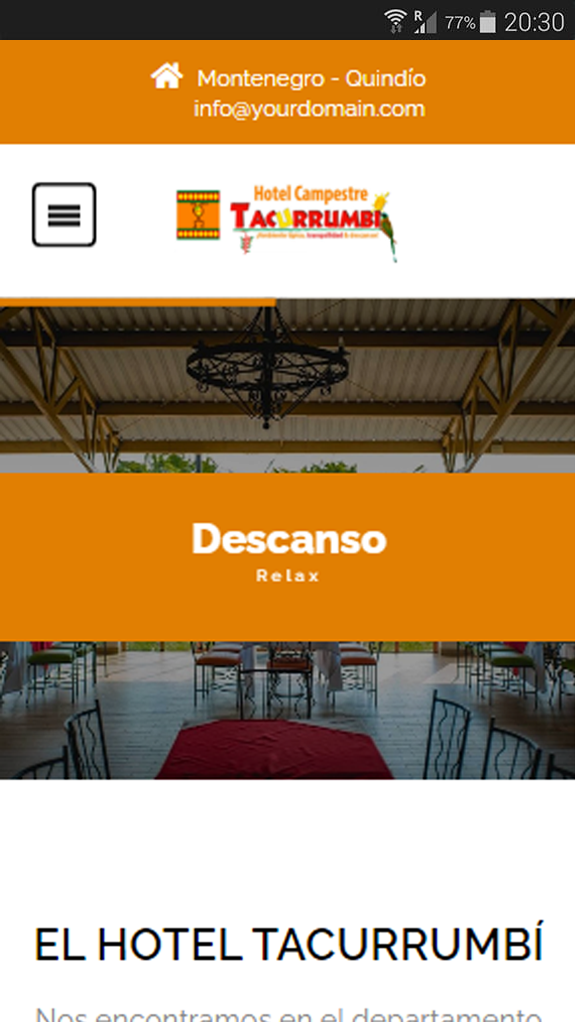 R
77%
20:30
Montenegro - Quindío
info@yourdomain.com
Hotel Campestre
TACURRUMBÍ
Descanso
Relax
EL HOTEL TACURRUMBÍ
Nos encontramos en el departamento